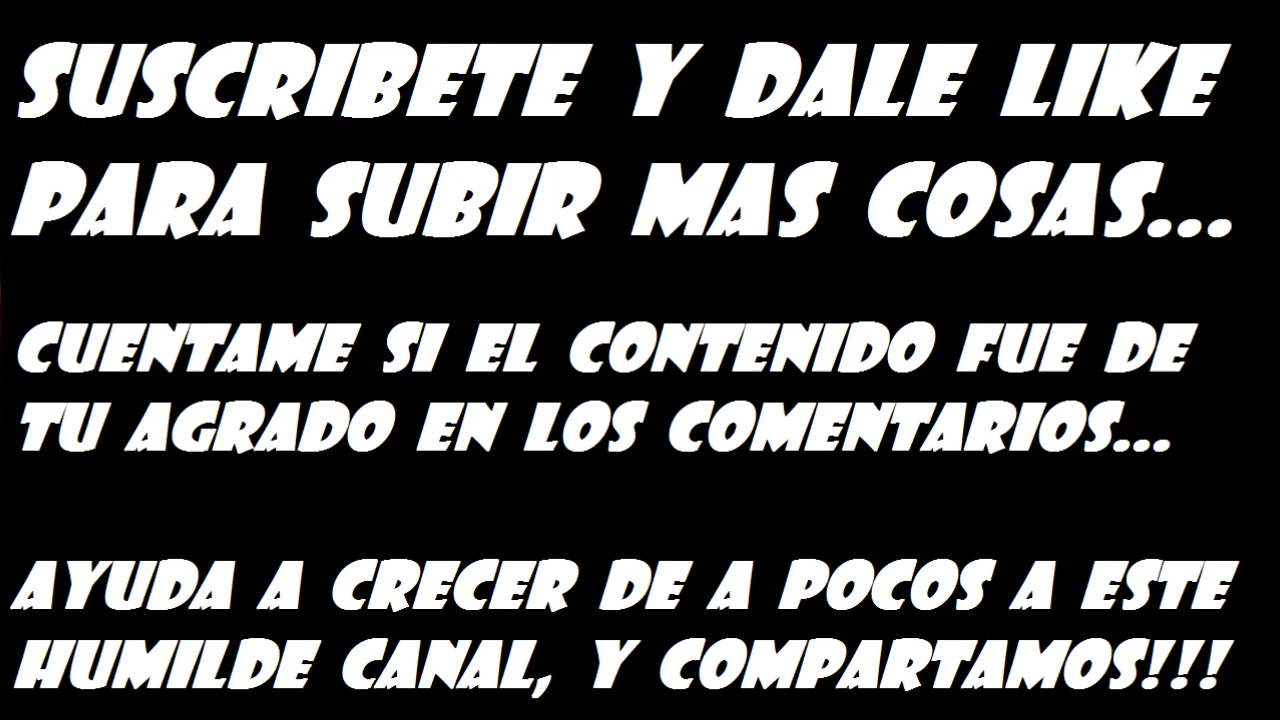 SUSCRIBETE Y DALE LIKE
PARA SUBIR MAS COSAS...
CUENTAME SI EL CONTENIDO FUE DE
TU AGRADO EN LOS COMENTARIOS...
AYUDA A CRECER DE A POCOS A ESTE
HUMILDE CANAL, Y COMPARTAMOS!!!